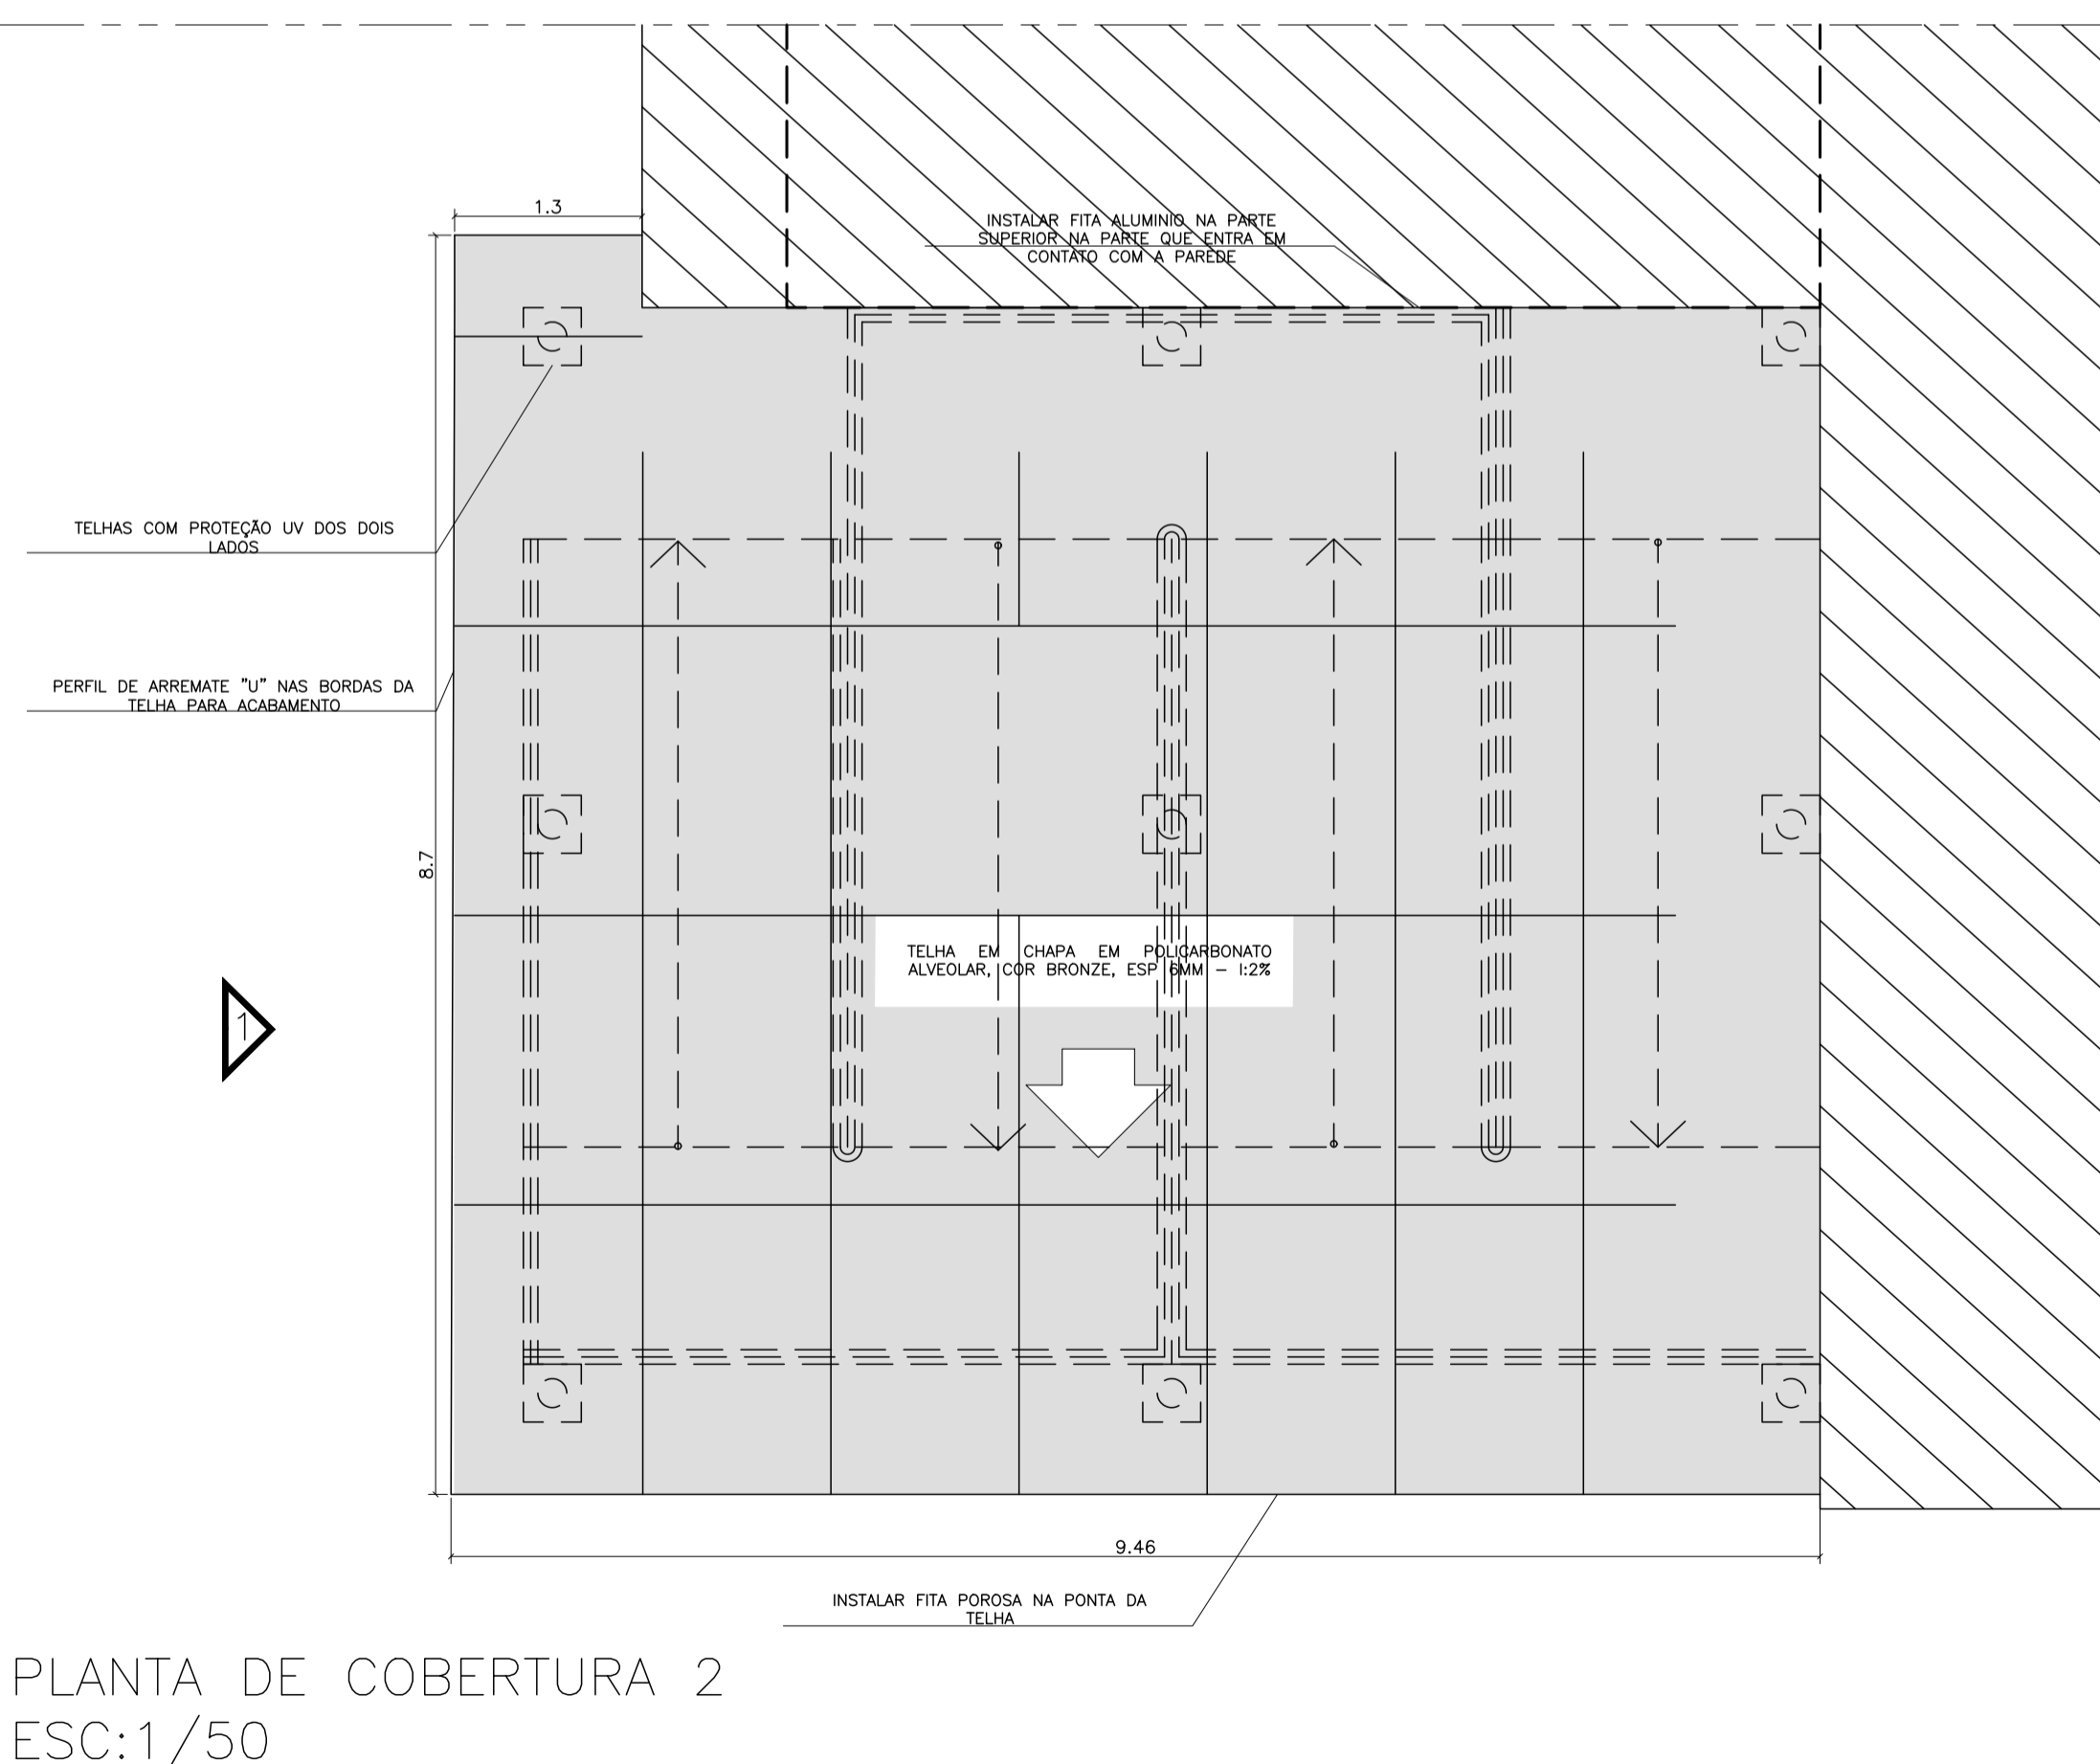 1.3
INSTALAR FITA ALUMINIO NA PARTE
SUPERIOR NA PARTE QUE ENTRA EM
CONTATO COM A PAREDE
TELHAS COM PROTEÇÃO UV DOS DOIS
LADOS
PERFIL DE ARREMATE "U" NAS BORDAS DA
TELHA PARA ACABAMENTO
8.7
TELHA EM CHAPA EM POLICARBONATO
ALVEOLAR, COR BRONZE, ESP 6MM - I:2%
1
9.46
INSTALAR FITA POROSA NA PONTA DA
TELHA
PLANTA DE COBERTURA 2
ESC:1/50